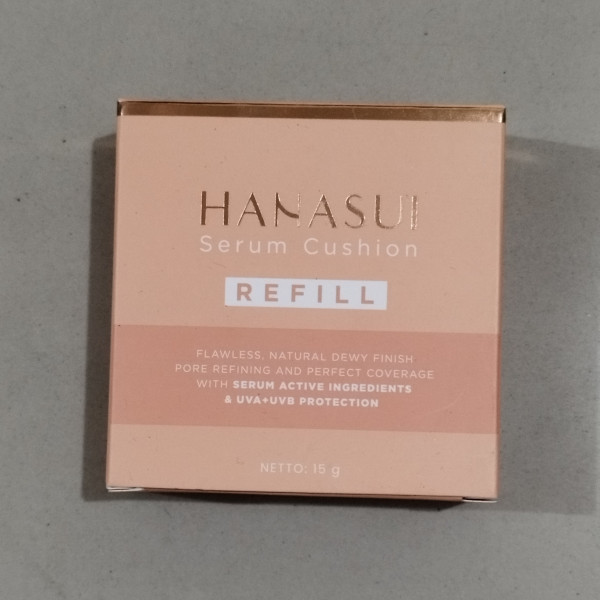 HANASUI
Serum Cushion
REFILL
FLAWLESS, NATURAL DEWY FINISH
PORE REFINING AND PERFECT COVERAGE
WITH SERUM ACTIVE INGREDIENTS
& UVA+UVB PROTECTION
NETTO: 15 g